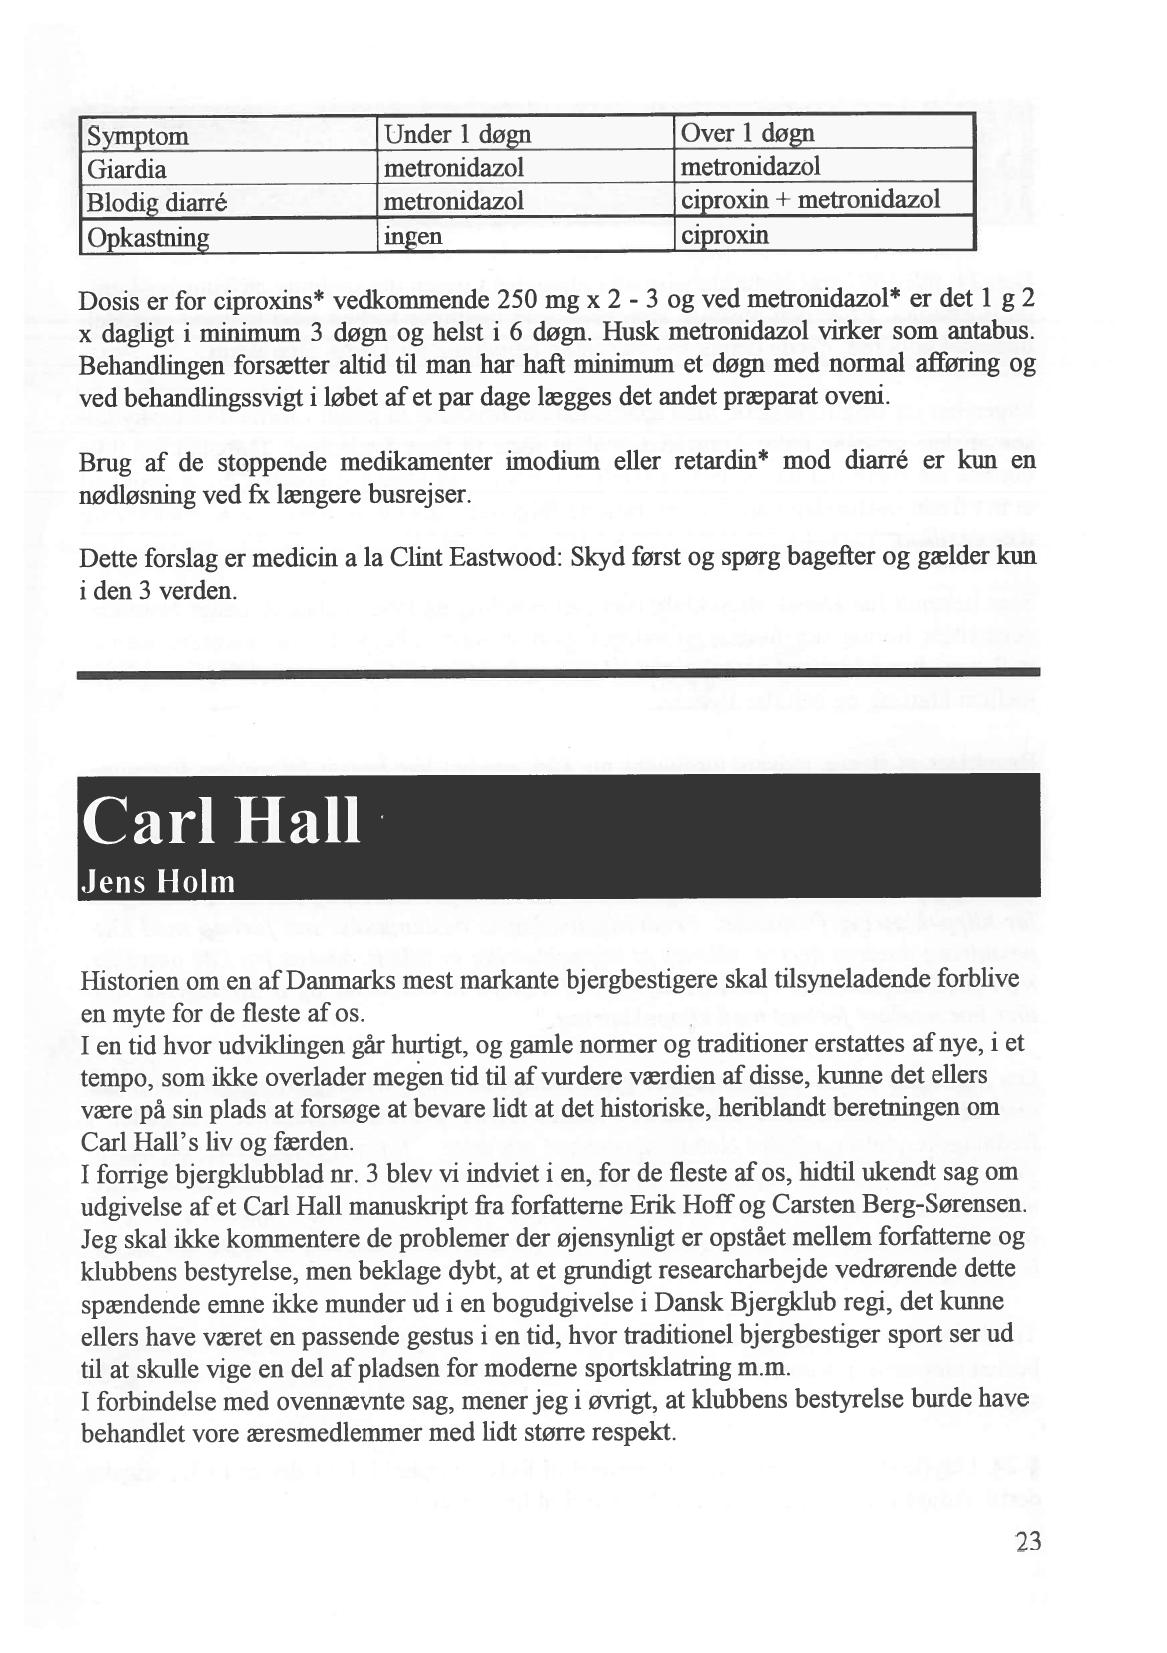 Symptom Under 1 døgn Over 1 døgn
Giardia metronidazol metronidazol
Blodig diarré metronidazol ciproxin + metronidazol
Opkastning ingen ciproxin
Dosis er for ciproxins* vedkommende 250 mg x 2 - 3 og ved metronidazol* er det 1 g 2
x dagligt i minimum 3 døgn og helst i 6 døgn. Husk metronidazol virker som antabus.
Behandlingen forsætter altid til man har haft minimum et døgn med normal afføring og
ved behandlingssvigt i løbet af et par dage lægges det andet præparat oveni.
Brug af de stoppende medikamenter imodium eller retardin* mod diarré er kun en
nødløsning ved fx længere busrejser.
Dette forslag er medicin a la Clint Eastwood: Skyd først og spørg bagefter og gælder kun
i den 3 verden.
Carl Hall
Jens Holm
Historien om en af Danmarks mest markante bjergbestigere skal tilsyneladende forblive
en myte for de fleste af os.
I en tid hvor udviklingen går hurtigt, og gamle normer og traditioner erstattes af nye, i et
tempo, som ikke overlader megen tid til af vurdere værdien af disse, kunne det ellers
være på sin plads at forsøge at bevare lidt at det historiske, heriblandt beretningen om
Carl Hall's liv og færden.
I forrige bjergklubblad nr. 3 blev vi indviet i en, for de fleste af os, hidtil ukendt sag om
udgivelse af et Carl Hall manuskript fra forfatterne Erik Hoff og Carsten Berg-Sørensen.
Jeg skal ikke kommentere de problemer der øjensynligt er opstået mellem forfatterne og
klubbens bestyrelse, men beklage dybt, at et grundigt researcharbejde vedrørende dette
spændende emne ikke munder ud i en bogudgivelse i Dansk Bjergklub regi, det kunne
ellers have været en passende gestus i en tid, hvor traditionel bjergbestiger sport ser ud
til at skulle vige en del af pladsen for moderne sportsklatring m.m.
I forbindelse med ovennævnte sag, mener jeg i øvrigt, at klubbens bestyrelse burde have
behandlet vore æresmedlemmer med lidt større respekt.
23